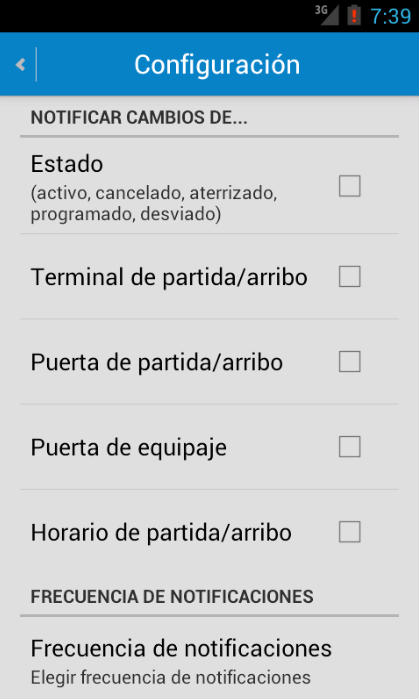 3G 7:39
Configuración
NOTIFICAR CAMBIOS DE...
Estado
(activo, cancelado, aterrizado,
programado, desviado)
Terminal de partida/arribo
Puerta de partida/arribo
Puerta de equipaje
Horario de partida/arribo
FRECUENCIA DE NOTIFICACIONES
Frecuencia de notificaciones
Elegir frecuencia de notificaciones